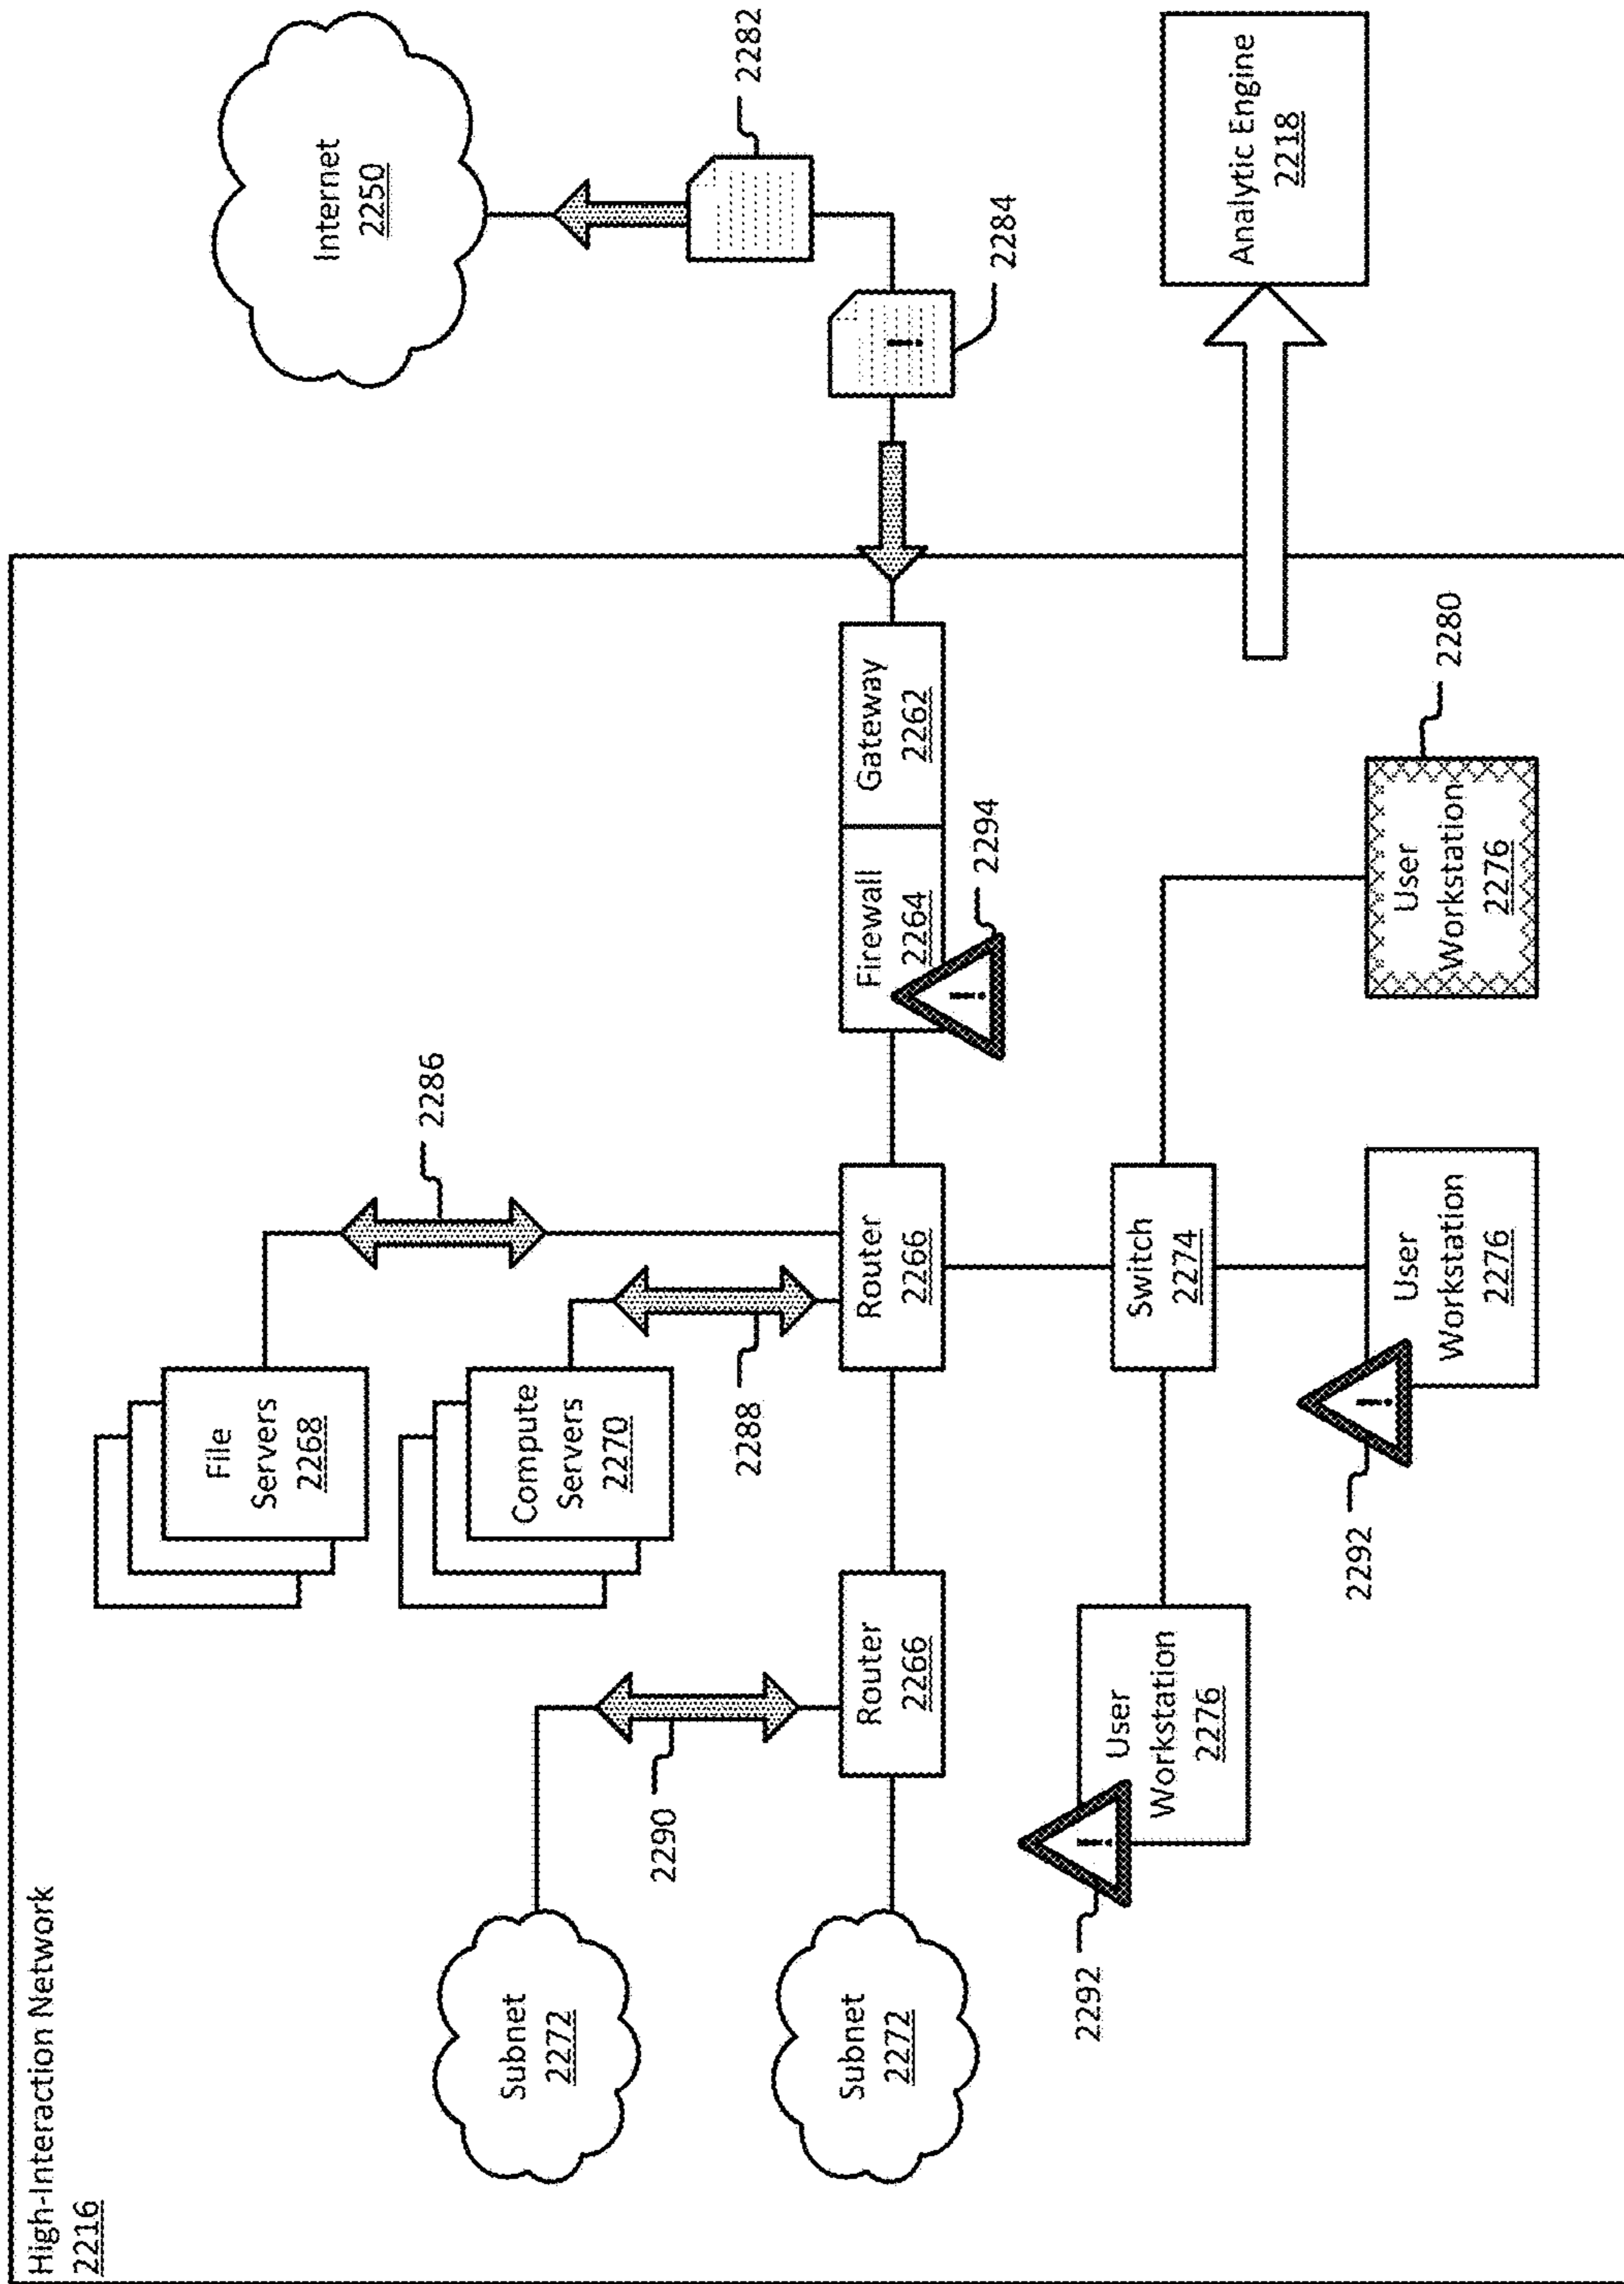 High-Interaction Network
2216
Subnet
2272
Subnet
2272
2290
Router
2266
File
Servers
2268
Compute
Servers
2270
2288
2286
Router
2266
Firewall
2264
Gateway
2262
2294
Internet
2250
2282
2284
Analytic Engine
2218
Switch
2274
User
Workstation
2276
2292
User
Workstation
2276
2292
User
Workstation
2276
2280